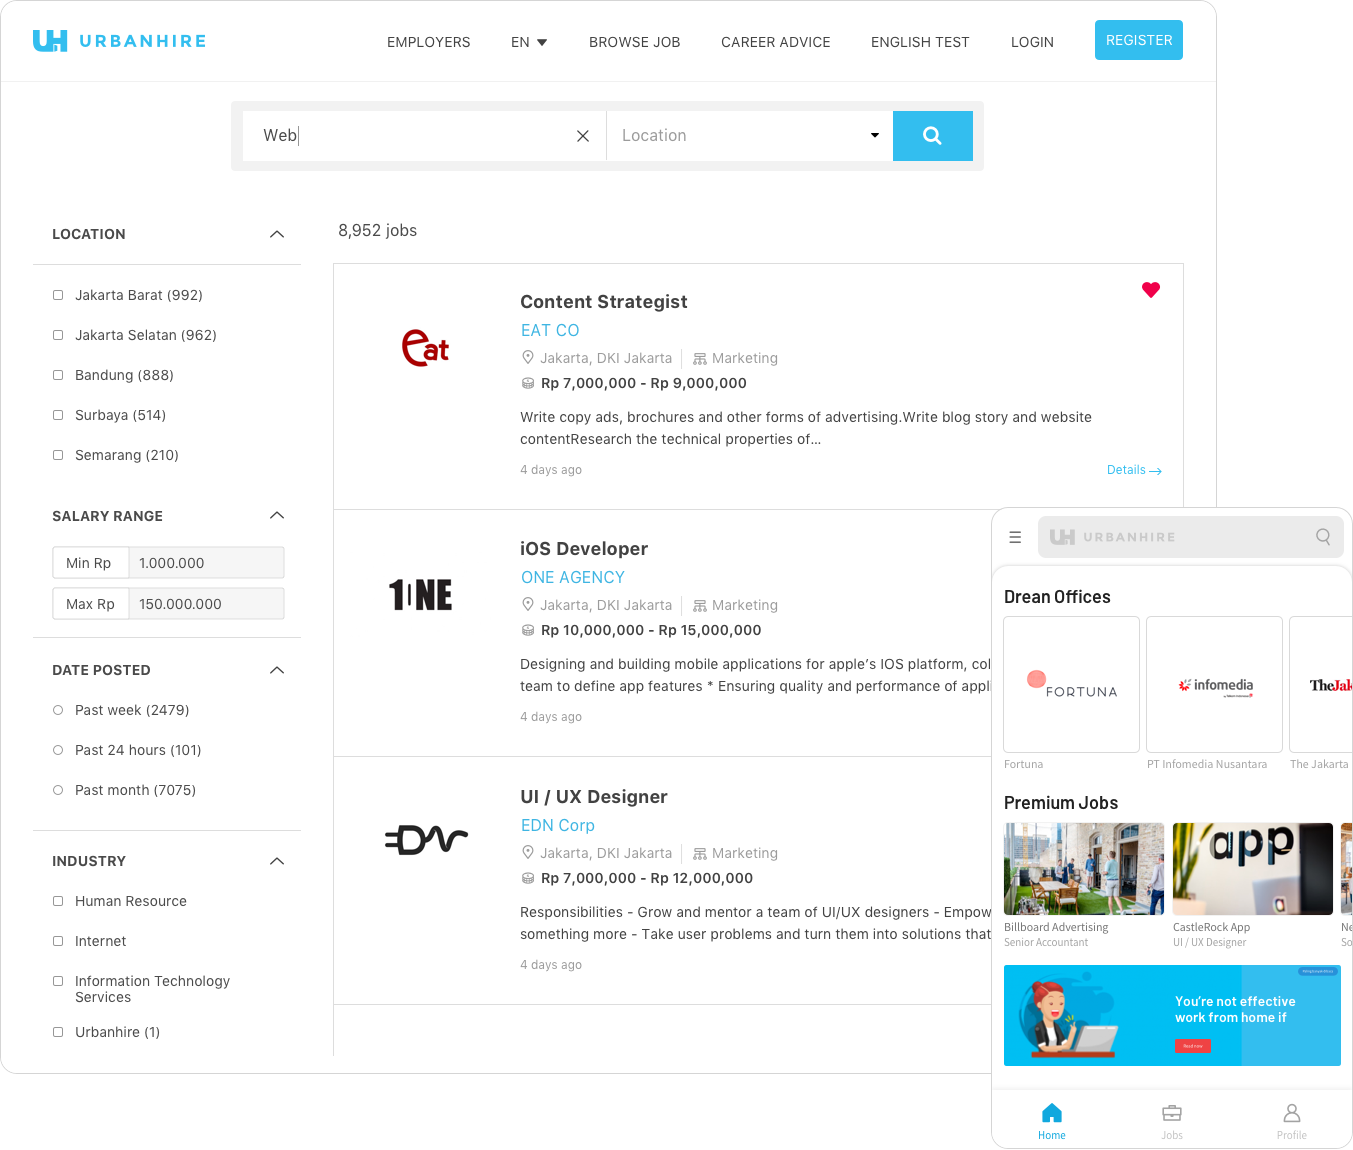 URBANHIRE
EMPLOYERS
EN
BROWSE JOB
CAREER ADVICE
ENGLISH TEST
LOGIN
REGISTER
Web
Location
LOCATION
Jakarta Barat (992)
Jakarta Selatan (962)
Bandung (888)
Surbaya (514)
Semarang (210)
SALARY RANGE
Min Rp 1.000.000
Max Rp 150.000.000
DATE POSTED
Past week (2479)
Past 24 hours (101)
Past month (7075)
INDUSTRY
Human Resource
Internet
Information Technology
Services
Urbanhire (1)
8,952 jobs
eat
Content Strategist
EAT CO
Jakarta, DKI Jakarta
Marketing
Rp 7,000,000 - Rp 9,000,000
Write copy ads, brochures and other forms of advertising.Write blog story and website
contentResearch the technical properties of...
4 days ago
Details
iOS Developer
ONE AGENCY
Jakarta, DKI Jakarta
Marketing
Rp 10,000,000 - Rp 15,000,000
Designing and building mobile applications for apple’s IOS platform, col
team to define app features * Ensuring quality and performance of appli
4 days ago
UI / UX Designer
EDN Corp
Jakarta, DKI Jakarta
Marketing
Rp 7,000,000 - Rp 12,000,000
Responsibilities - Grow and mentor a team of UI/UX designers - Empow
something more - Take user problems and turn them into solutions that
4 days ago
URBANHIRE
Drean Offices
FORTUNA
infomedia
TheJak
Fortuna
PT Infomedia Nusantara
The Jakarta
Premium Jobs
app
Billboard Advertising
Senior Accountant
CastleRock App
UI / UX Designer
Ne
So
You’re not effective
work from home if
Read now
Home
Jobs
Profile